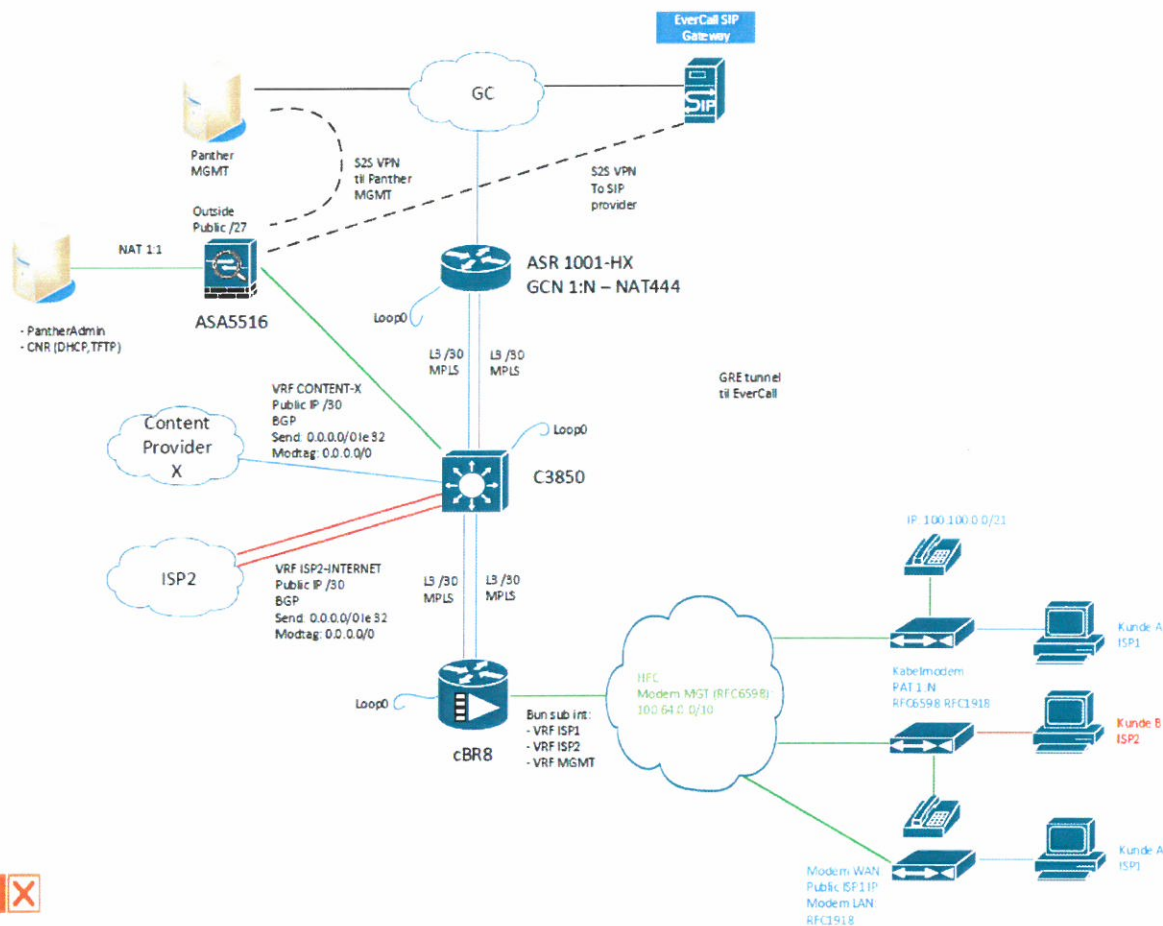 EverCall SIP
Gateway
GC
SIP
Panther
MGMT
S2S VPN
til Panther
MGMT
S2S VPN
To SIP
provider
Outside
Public /27
NAT 1:1
ASR 1001-HX
GCN 1:N – NAT444
ASA5516
Loop0
- PantherAdmin
- CNR (DHCP,TFTP)
L3 /30
MPLS
L3 /30
MPLS
GRE tunnel
til EverCall
VRF CONTENT-X
Public IP /30
BGP
Send: 0.0.0.0/0 le 32
Modtag: 0.0.0.0/0
Content
Provider
X
Loop0
C3850
IP: 100.100.0.0/21
ISP2
VRF ISP2-INTERNET
Public IP /30
BGP
Send: 0.0.0.0/0 le 32
Modtag: 0.0.0.0/0
L3 /30
MPLS
L3 /30
MPLS
Kunde A
ISP1
Kabelmodem
PAT 1:N
RFC6598 RFC1918
HFC
Modem MGT (RFC6598)
100.64.0.0/10
Loop0
cBR8
Bun sub int:
- VRF ISP1
- VRF ISP2
- VRF MGMT
Kunde B
ISP2
Kunde A
ISP1
Modem WAN
Public ISP1 IP
Modem LAN:
RFC1918